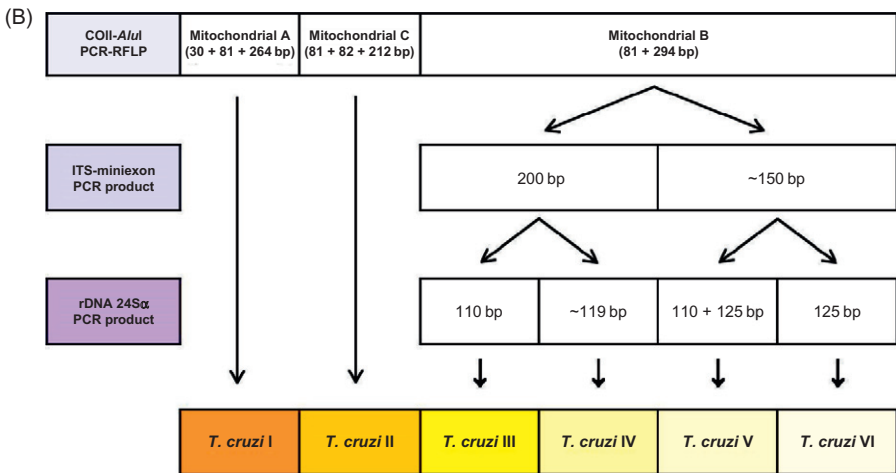 (B)
COII-AluI
PCR-RFLP
Mitochondrial A
(30 + 81 + 264 bp)
Mitochondrial C
(81 + 82 + 212 bp)
Mitochondrial B
(81 + 294 bp)
ITS-miniexon
PCR product
200 bp
~150 bp
rDNA 24Sα
PCR product
110 bp
~119 bp
110 + 125 bp
125 bp
T. cruzi I
T. cruzi II
T. cruzi III
T. cruzi IV
T. cruzi V
T. cruzi VI